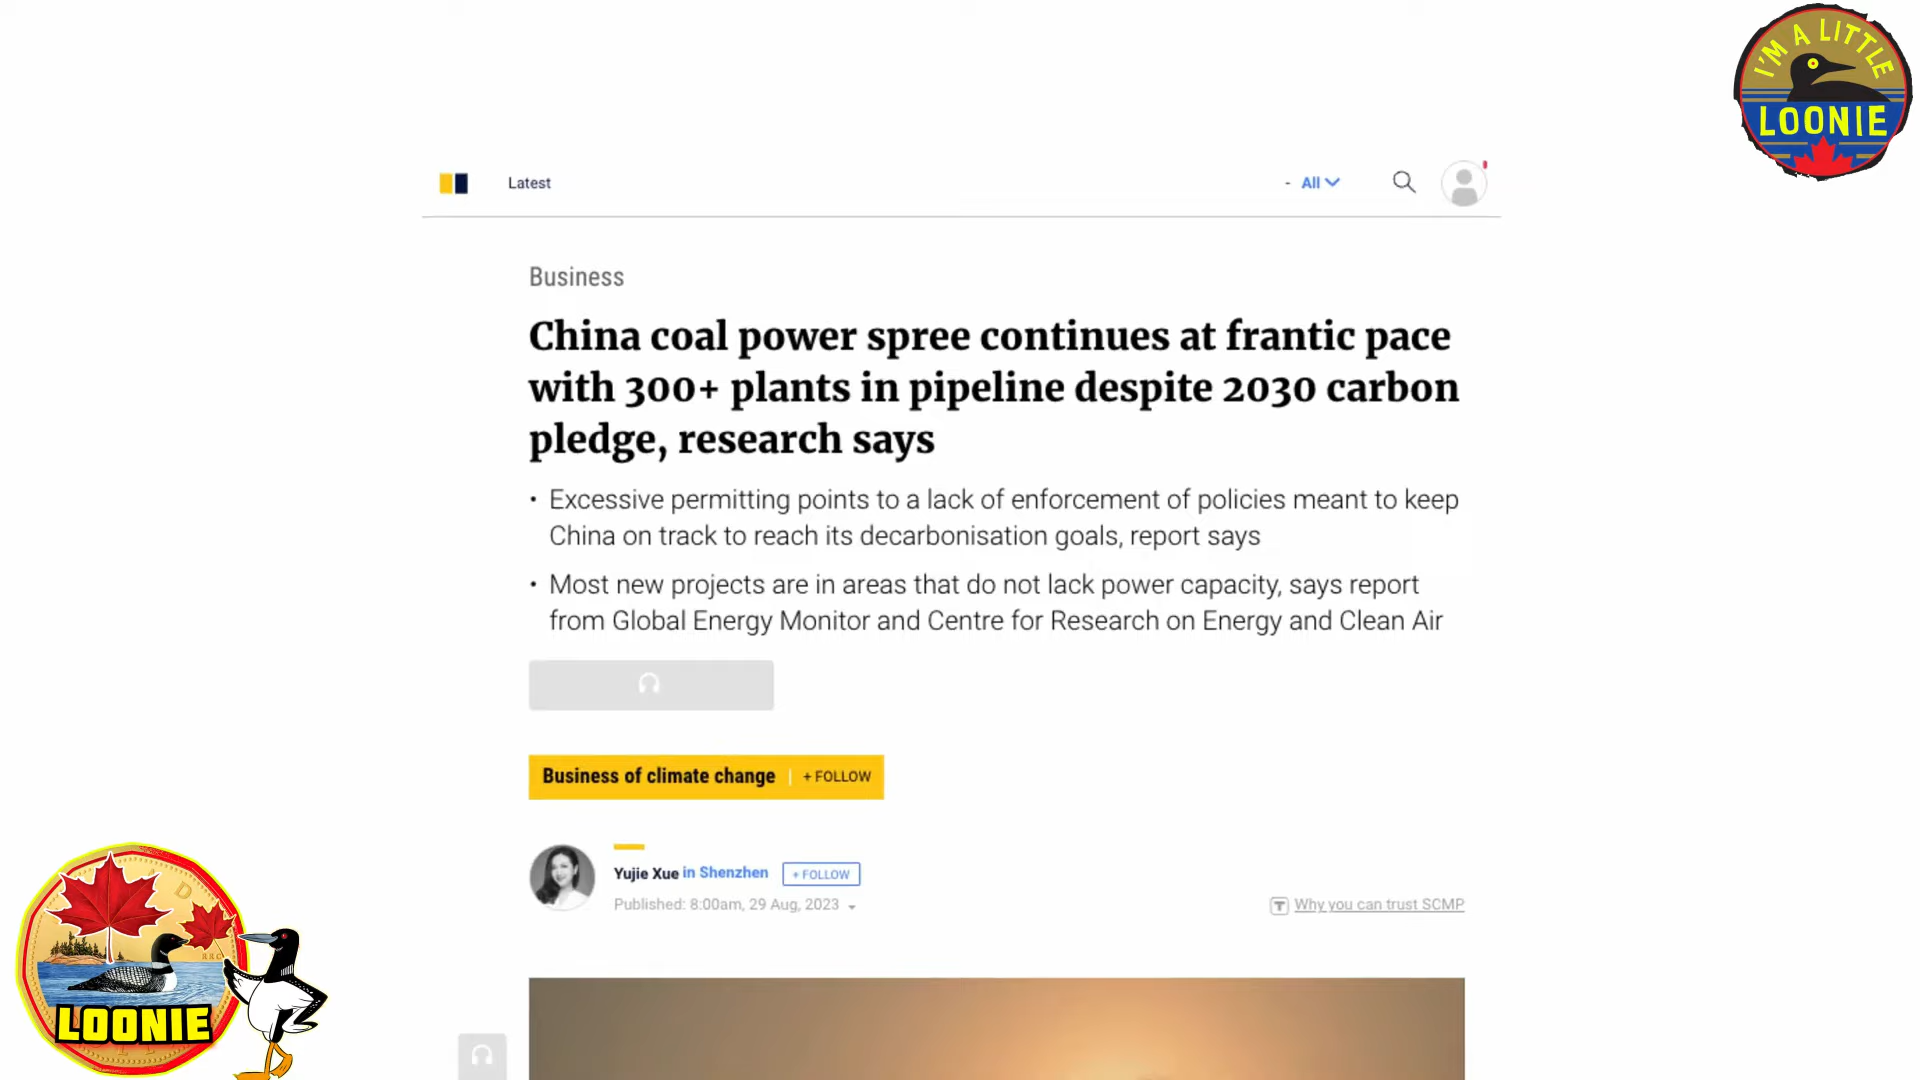 I'M A LITTLE
LOONIE
Latest
- All
Business
China coal power spree continues at frantic pace
with 300+ plants in pipeline despite 2030 carbon
pledge, research says
• Excessive permitting points to a lack of enforcement of policies meant to keep
China on track to reach its decarbonisation goals, report says
• Most new projects are in areas that do not lack power capacity, says report
from Global Energy Monitor and Centre for Research on Energy and Clean Air
Business of climate change | + FOLLOW
Yujie Xue in Shenzhen + FOLLOW
Published: 8:00am, 29 Aug, 2023
Why you can trust SCMP
D
RRC
LOONIE